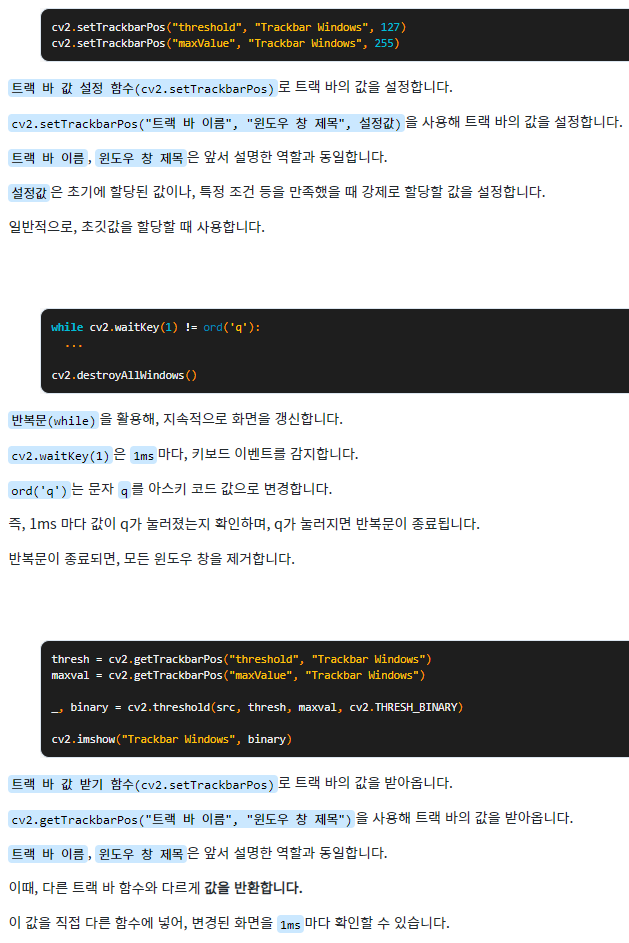 cv2.setTrackbarPos("threshold", "Trackbar Windows", 127)
cv2.setTrackbarPos("maxValue", "Trackbar Windows", 255)
트랙 바 값 설정 함수(cv2.setTrackbarPos)로 트랙 바의 값을 설정합니다.
cv2.setTrackbarPos("트랙 바 이름", "윈도우 창 제목", 설정값)을 사용해 트랙 바의 값을 설정합니다.
트랙 바 이름, 윈도우 창 제목은 앞서 설명한 역할과 동일합니다.
설정값은 초기에 할당된 값이나, 특정 조건 등을 만족했을 때 강제로 할당할 값을 설정합니다.
일반적으로, 초깃값을 할당할 때 사용합니다.
while cv2.waitKey(1) != ord('q'):
...
cv2.destroyAllWindows()
반복문(while)을 활용해, 지속적으로 화면을 갱신합니다.
cv2.waitKey(1)은 1ms마다, 키보드 이벤트를 감지합니다.
ord('q')는 문자 q를 아스키 코드 값으로 변경합니다.
즉, 1ms 마다 값이 q가 눌러졌는지 확인하며, q가 눌러지면 반복문이 종료됩니다.
반복문이 종료되면, 모든 윈도우 창을 제거합니다.
thresh = cv2.getTrackbarPos("threshold", "Trackbar Windows")
maxval = cv2.getTrackbarPos("maxValue", "Trackbar Windows")
_, binary = cv2.threshold(src, thresh, maxval, cv2.THRESH_BINARY)
cv2.imshow("Trackbar Windows", binary)
트랙 바 값 받기 함수(cv2.setTrackbarPos)로 트랙 바의 값을 받아옵니다.
cv2.getTrackbarPos("트랙 바 이름", "윈도우 창 제목")을 사용해 트랙 바의 값을 받아옵니다.
트랙 바 이름, 윈도우 창 제목은 앞서 설명한 역할과 동일합니다.
이때, 다른 트랙 바 함수와 다르게 값을 반환합니다.
이 값을 직접 다른 함수에 넣어, 변경된 화면을 1ms마다 확인할 수 있습니다.